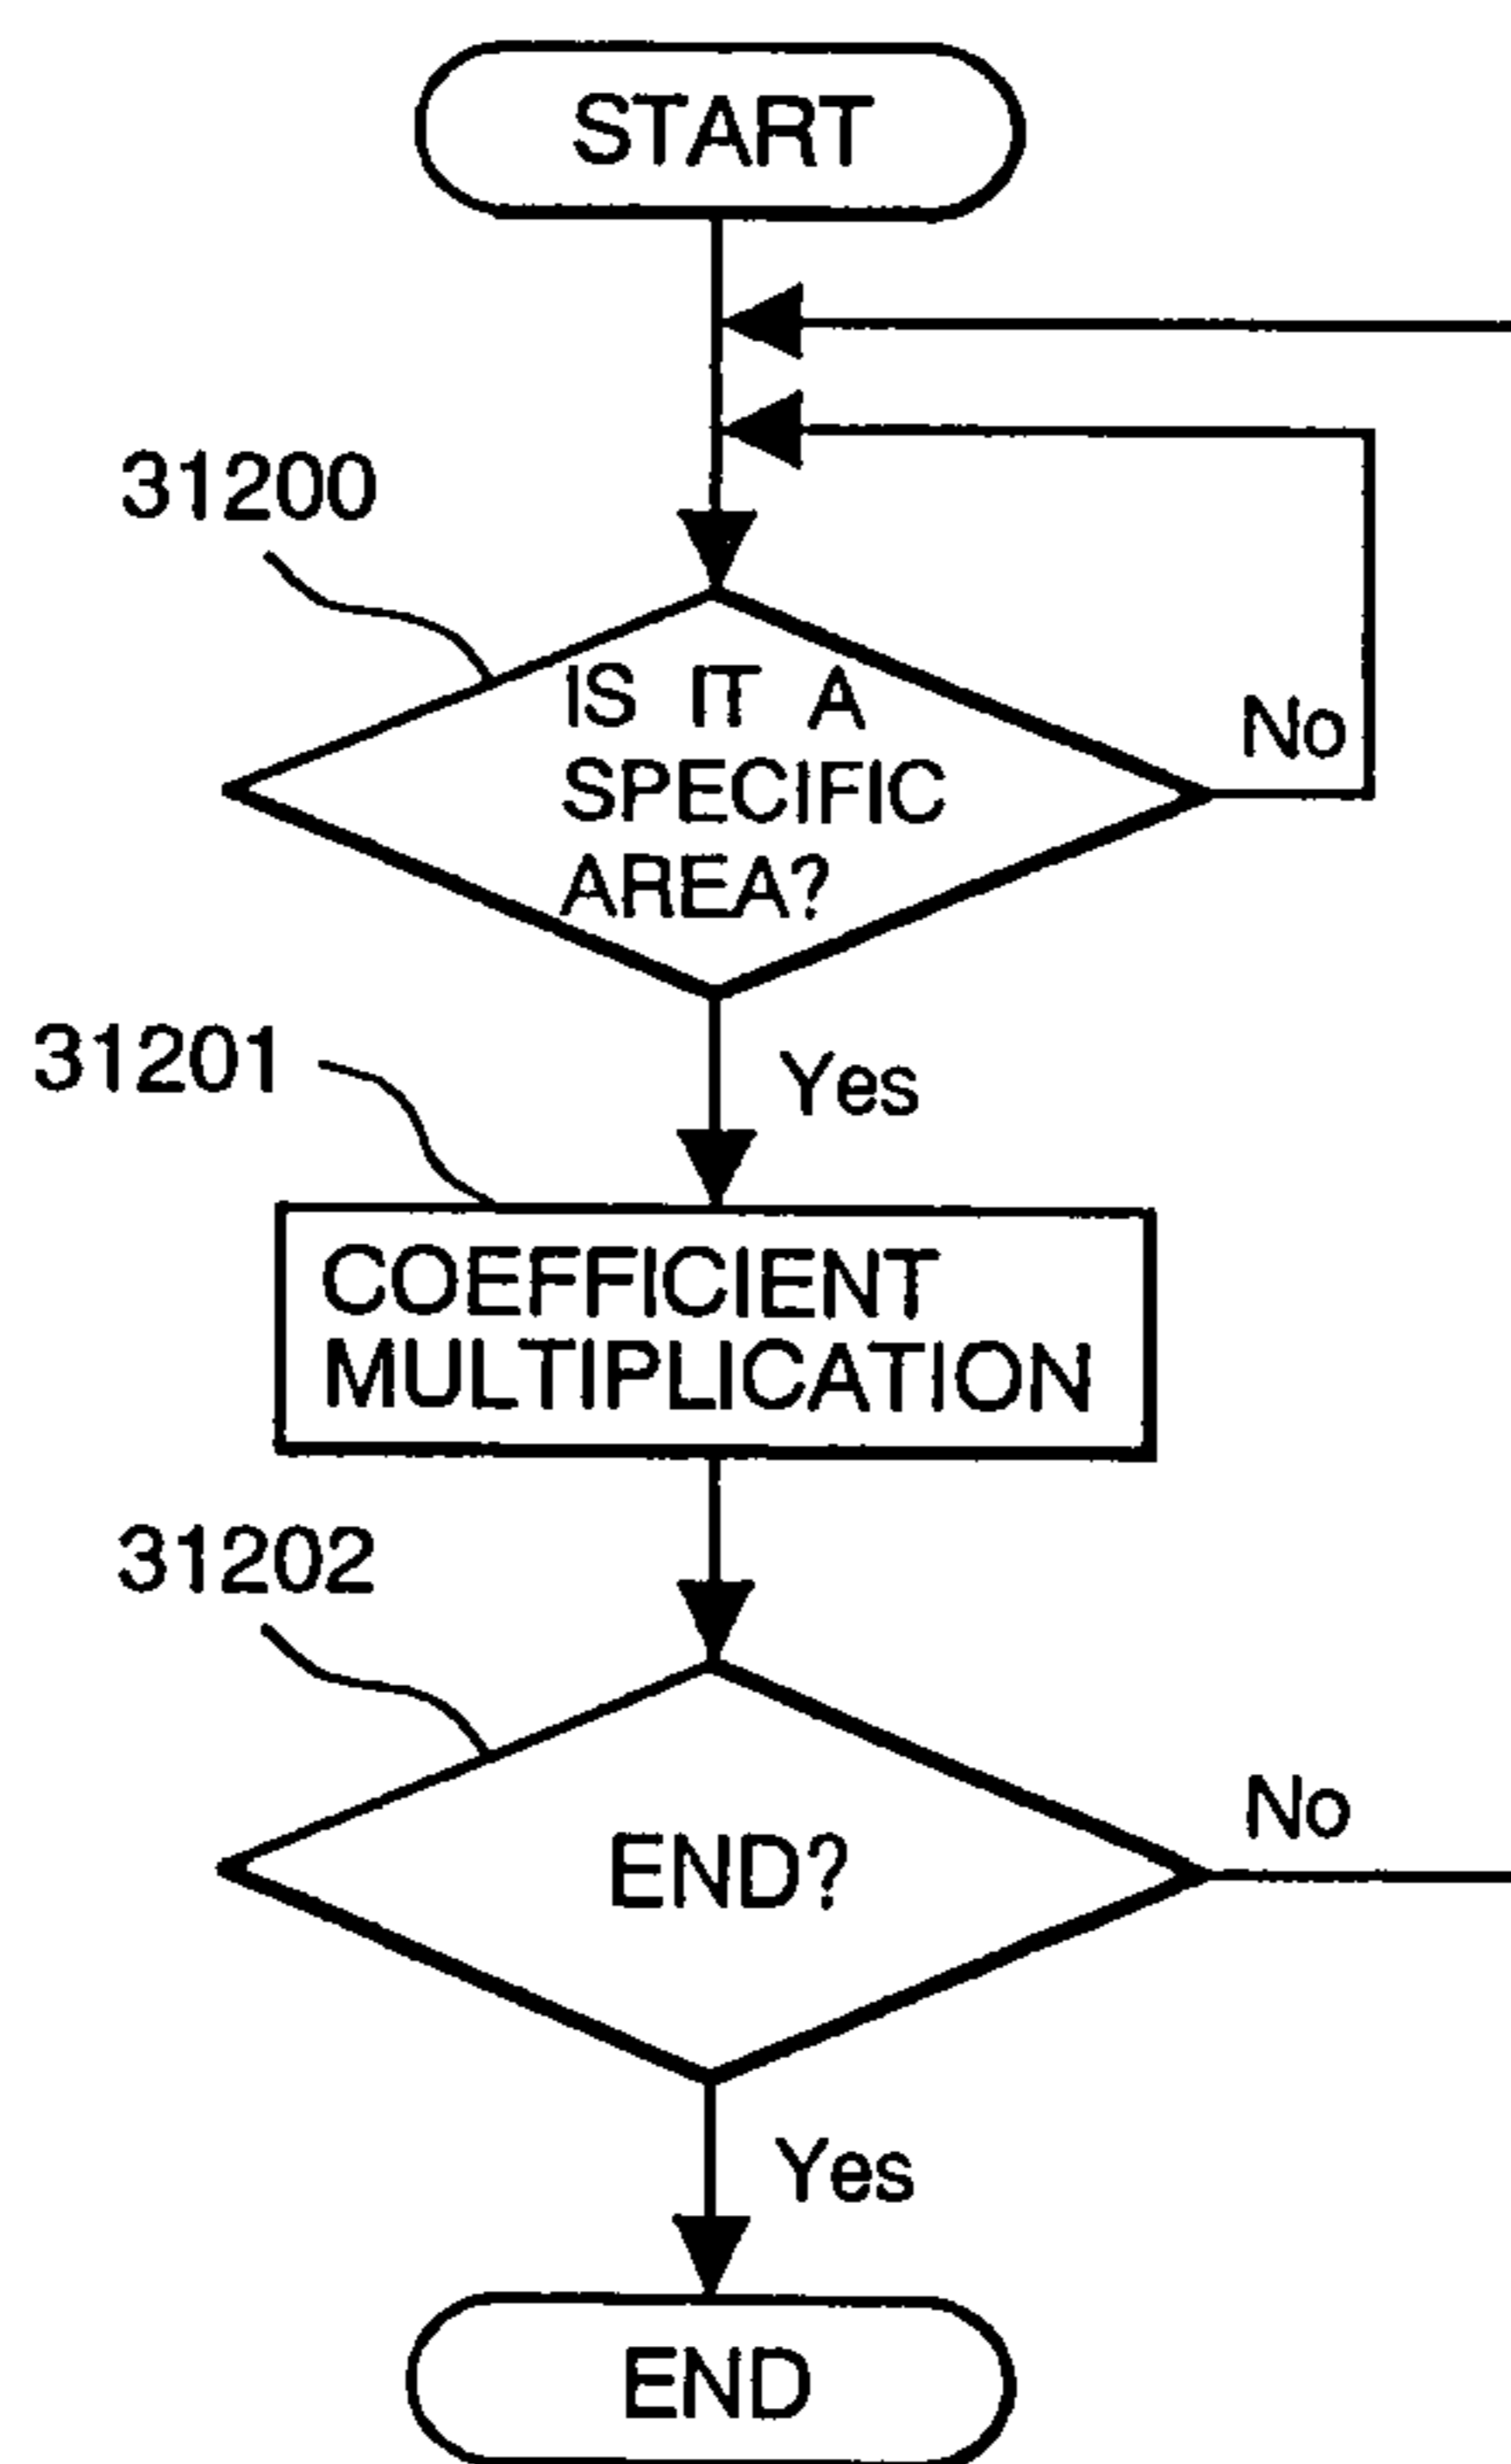 START
31200
IS IT A
SPECIFIC
AREA?
No
31201
Yes
COEFFICIENT
MULTIPLICATION
31202
END?
No
Yes
END